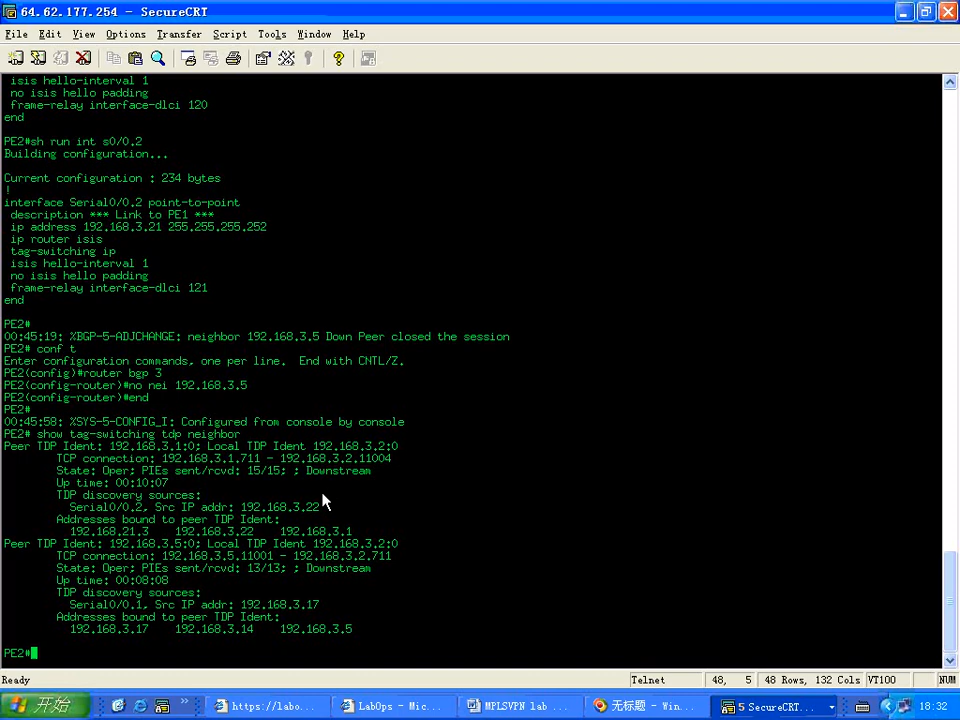 64.62.177.254 - SecureCRT
File Edit View Options Transfer Script Tools Window Help
isis hello-interval 1
no isis hello padding
frame-relay interface-dlci 120
end
PE2#sh run int s0/0.2
Building configuration...
Current configuration : 234 bytes
!
interface Serial0/0.2 point-to-point
description *** Link to PE1 ***
ip address 192.168.3.21 255.255.255.252
ip router isis
tag-switching ip
isis hello-interval 1
no isis hello padding
frame-relay interface-dlci 121
end
PE2#
00:45:19: %BGP-5-ADJCHANGE: neighbor 192.168.3.5 Down Peer closed the session
PE2# conf t
Enter configuration commands, one per line.  End with CNTL/Z.
PE2(config)#router bgp 3
PE2(config-router)#no nei 192.168.3.5
PE2(config-router)#end
PE2#
00:45:58: %SYS-5-CONFIG_I: Configured from console by console
PE2# show tag-switching tdp neighbor
Peer TDP Ident: 192.168.3.1:0; Local TDP Ident 192.168.3.2:0
TCP connection: 192.168.3.1.711 - 192.168.3.2.11004
State: Oper; PIEs sent/rcvd: 15/15; ; Downstream
Up time: 00:10:07
TDP discovery sources:
Serial0/0.2, Src IP addr: 192.168.3.22
Addresses bound to peer TDP Ident:
192.168.21.3    192.168.3.22    192.168.3.1
Peer TDP Ident: 192.168.3.5:0; Local TDP Ident 192.168.3.2:0
TCP connection: 192.168.3.5.11001 - 192.168.3.2.711
State: Oper; PIEs sent/rcvd: 13/13; ; Downstream
Up time: 00:08:08
TDP discovery sources:
Serial0/0.1, Src IP addr: 192.168.3.17
Addresses bound to peer TDP Ident:
192.168.3.17    192.168.3.14    192.168.3.5
PE2#
Ready Telnet 48, 5 48 Rows, 132 Cols VT100 NUM
开始 https://labo... LabOps - Mic... MPLSVPN lab ... 无标题 - Win... 5 SecureCRT... 18:32